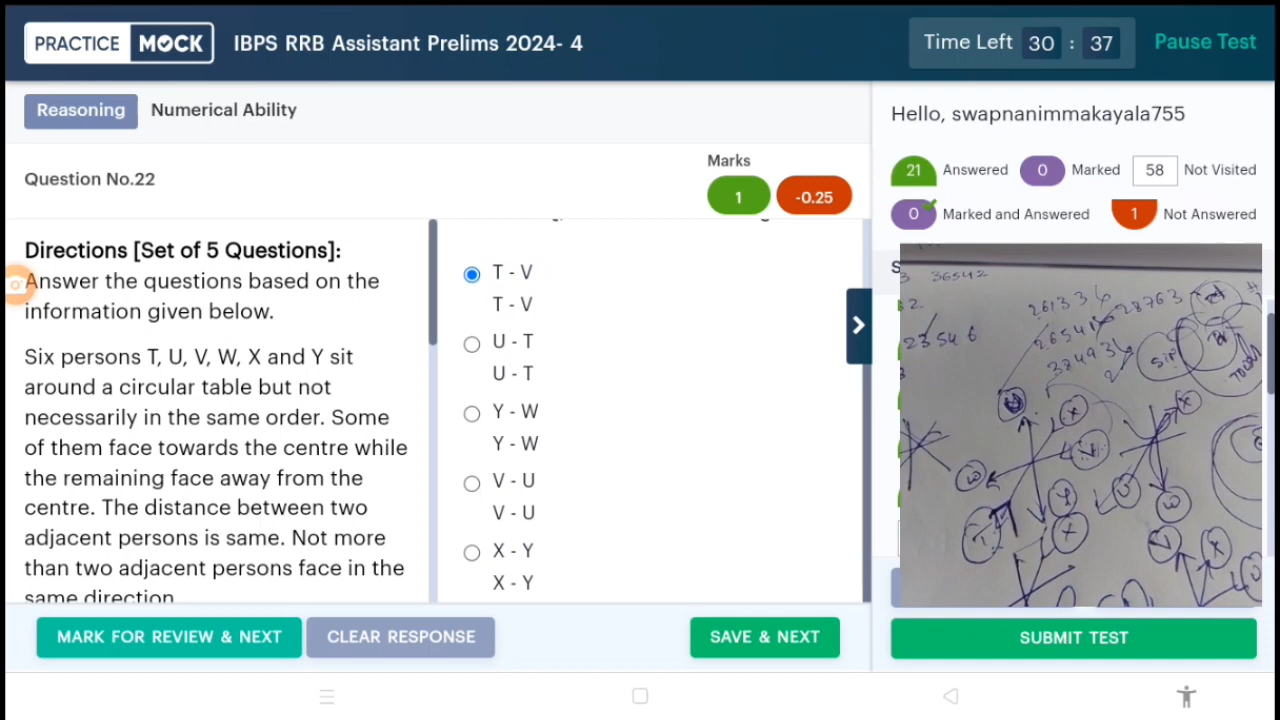 PRACTICE MOCK IBPS RRB Assistant Prelims 2024- 4
Time Left 30 : 37 Pause Test
Reasoning Numerical Ability
Hello, swapnanimmakayala755
Question No.22
Marks
1 -0.25
21 Answered 0 Marked 58 Not Visited
0 Marked and Answered 1 Not Answered
Directions [Set of 5 Questions]:
Answer the questions based on the
information given below.
Six persons T, U, V, W, X and Y sit
around a circular table but not
necessarily in the same order. Some
of them face towards the centre while
the remaining face away from the
centre. The distance between two
adjacent persons is same. Not more
than two adjacent persons face in the
same direction.
T - V
T - V
U - T
U - T
Y - W
Y - W
V - U
V - U
X - Y
X - Y
36542
261336
28763
26541
23546
X
V
W
Y
X
X
U
W
V
X
MARK FOR REVIEW & NEXT CLEAR RESPONSE SAVE & NEXT
SUBMIT TEST